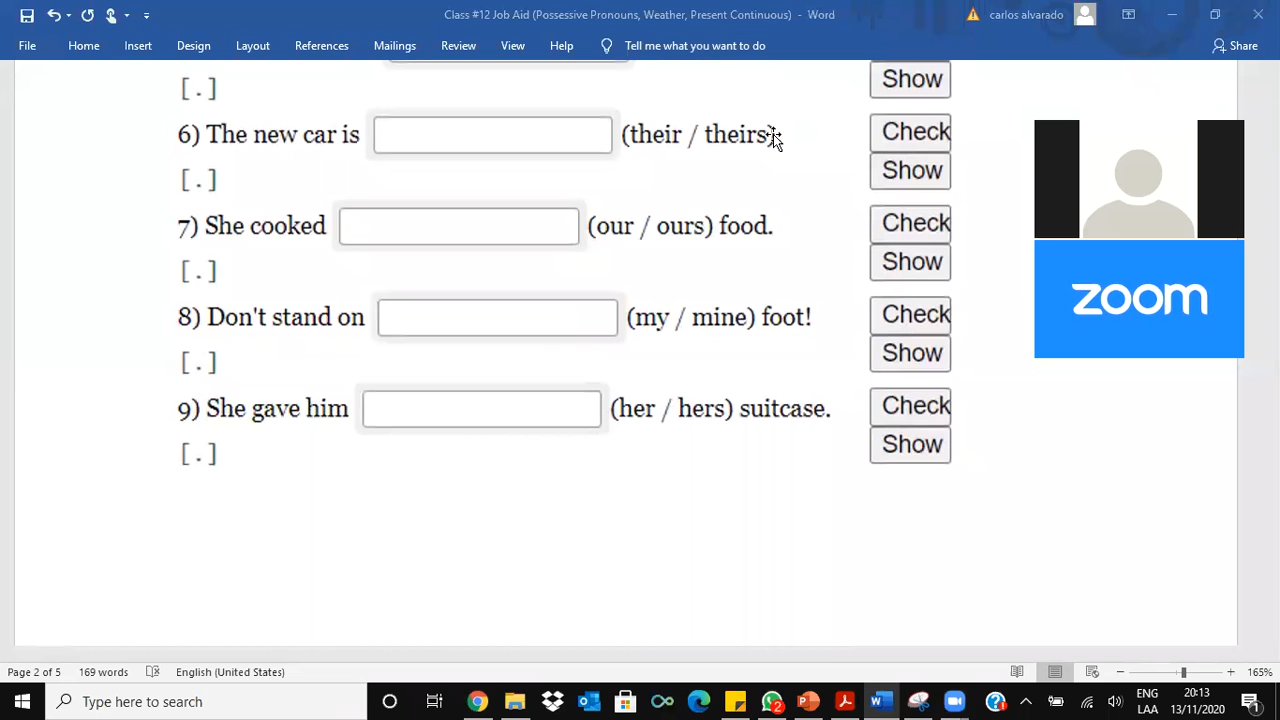 Class #12 Job Aid (Possessive Pronouns, Weather, Present Continuous) - Word
carlos alvarado
File Home Insert Design Layout References Mailings Review View Help Tell me what you want to do Share
[ . ] Show
6) The new car is (their / theirs). Check
[ . ] Show
7) She cooked (our / ours) food. Check
[ . ] Show
8) Don't stand on (my / mine) foot! Check
[ . ] Show
9) She gave him (her / hers) suitcase. Check
[ . ] Show
zoom
Page 2 of 5 169 words English (United States) 165%
Type here to search 2 ENG 20:13
LAA 13/11/2020 1